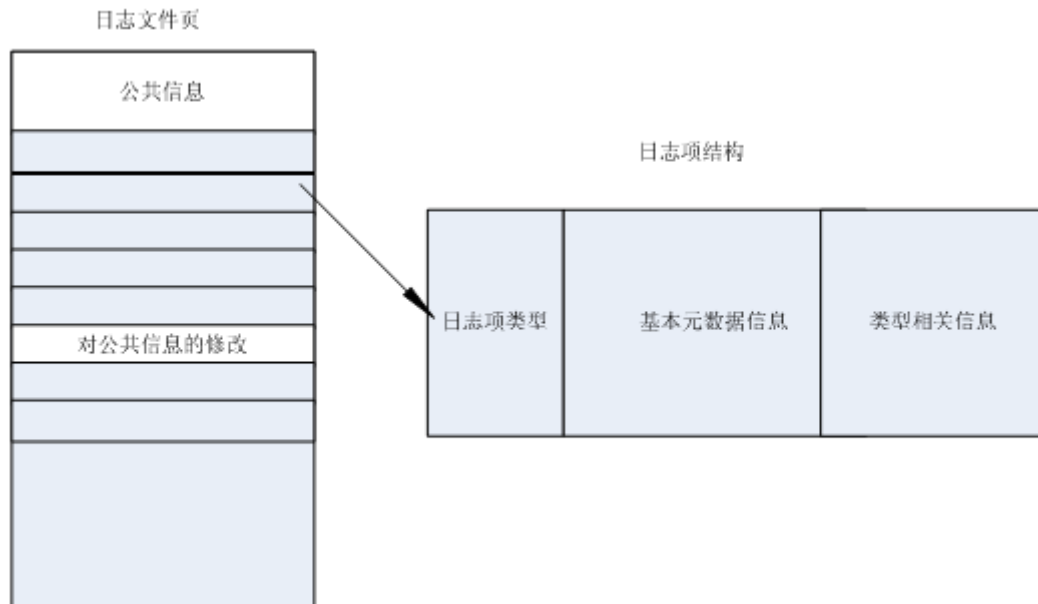 日志文件页
公共信息
日志项结构
日志项类型
基本元数据信息
类型相关信息
对公共信息的修改